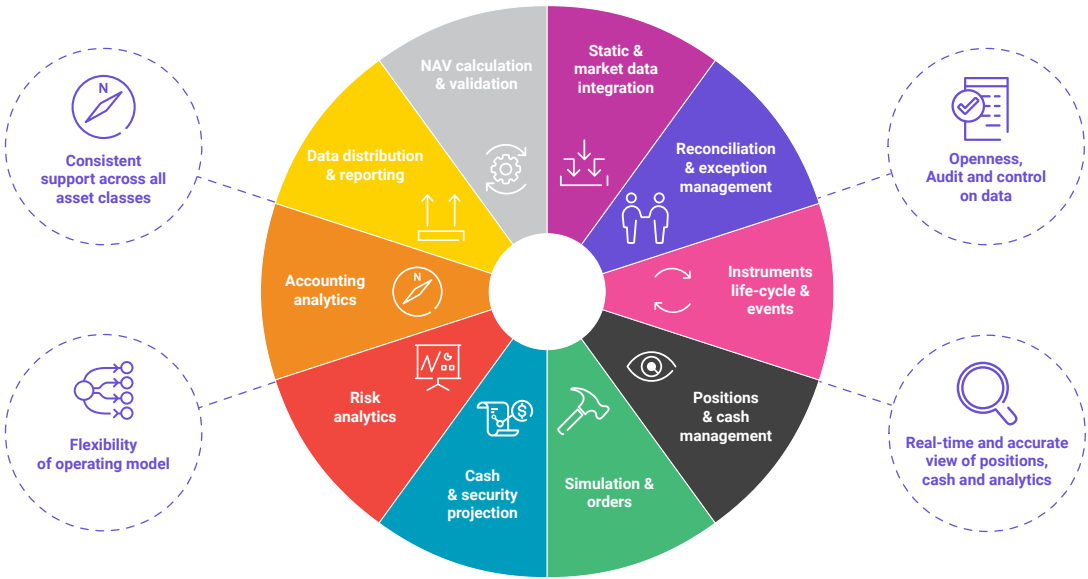 NAV calculation
& validation
Static &
market data
integration
Reconciliation
& exception
management
Instruments
life-cycle &
events
Positions
& cash
management
Simulation &
orders
Cash
& security
projection
Risk
analytics
Accounting
analytics
N
Data distribution
& reporting
N
Consistent
support across all
asset classes
Flexibility
of operating model
Openness,
Audit and control
on data
Real-time and accurate
view of positions,
cash and analytics
$